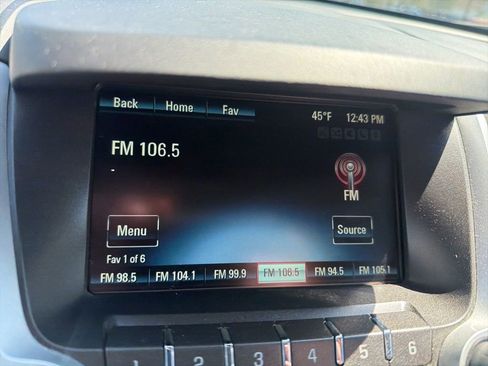 Back Home Fav 45°F 12:43 PM
FM 106.5
-
FM
Menu Source
Fav 1 of 6
FM 98.5 FM 104.1 FM 99.9 FM 106.5 FM 94.5 FM 105.1
1 2 3 4 5 6